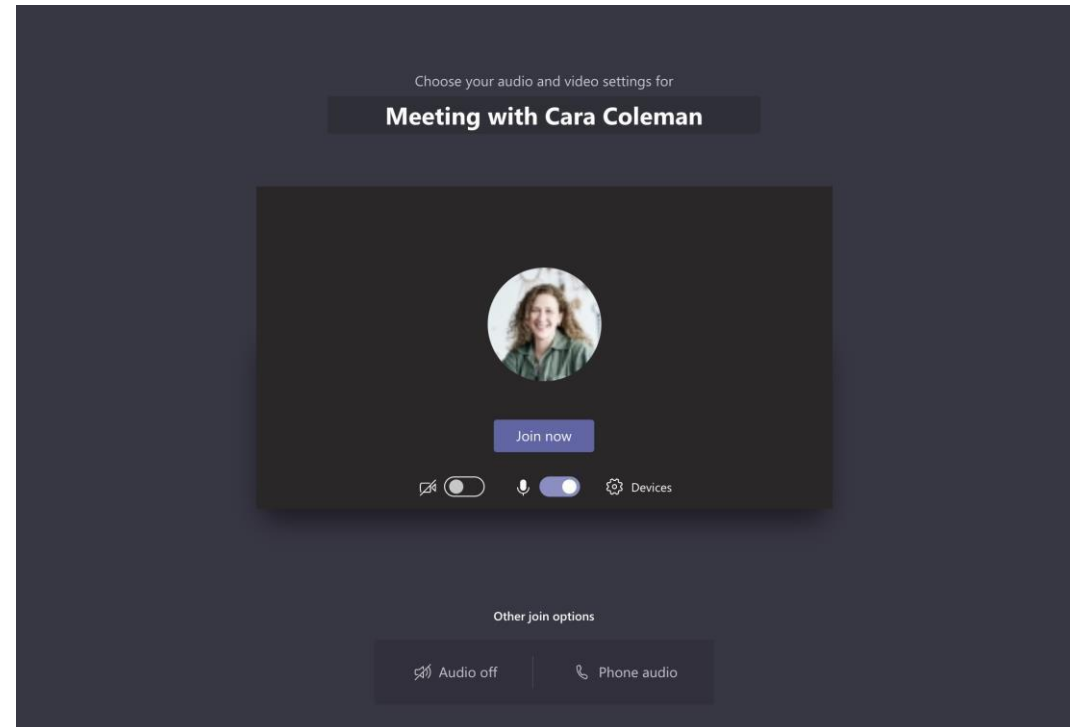 Choose your audio and video settings for
Meeting with Cara Coleman
Join now
Devices
Other join options
Audio off
Phone audio